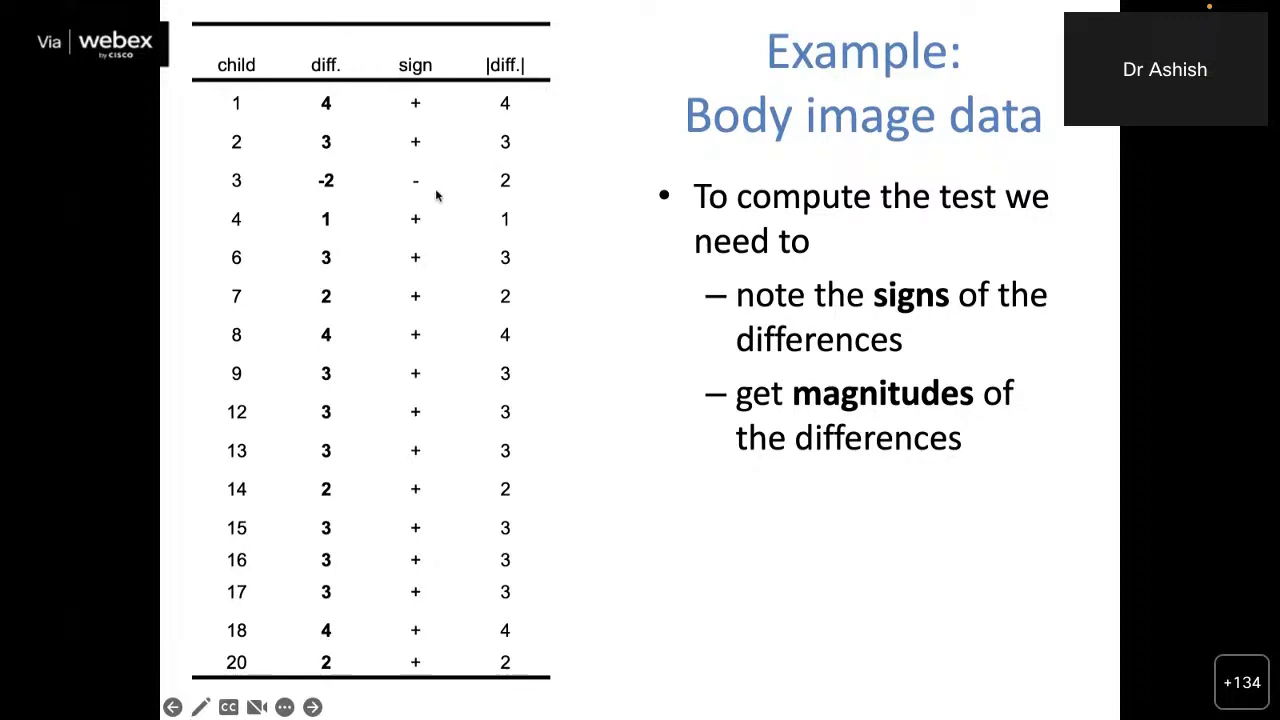 Via | webex
by CISCO
child diff. sign |diff.|
1 4 + 4
2 3 + 3
3 -2 - 2
4 1 + 1
6 3 + 3
7 2 + 2
8 4 + 4
9 3 + 3
12 3 + 3
13 3 + 3
14 2 + 2
15 3 + 3
16 3 + 3
17 3 + 3
18 4 + 4
20 2 + 2
Example:
Body image data
• To compute the test we
need to
– note the signs of the
differences
– get magnitudes of
the differences
Dr Ashish
CC
+134